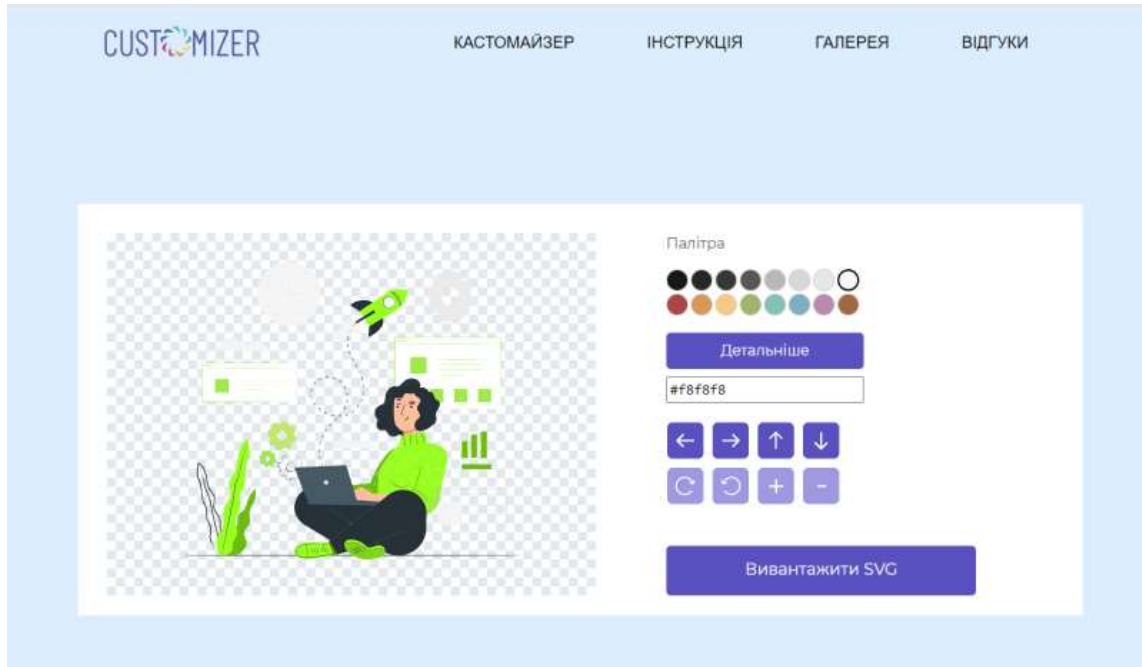 CUSTOMIZER
КАСТОМАЙЗЕР ІНСТРУКЦІЯ ГАЛЕРЕЯ ВІДГУКИ
Палітра
Детальніше
#f8f8f8
Вивантажити SVG